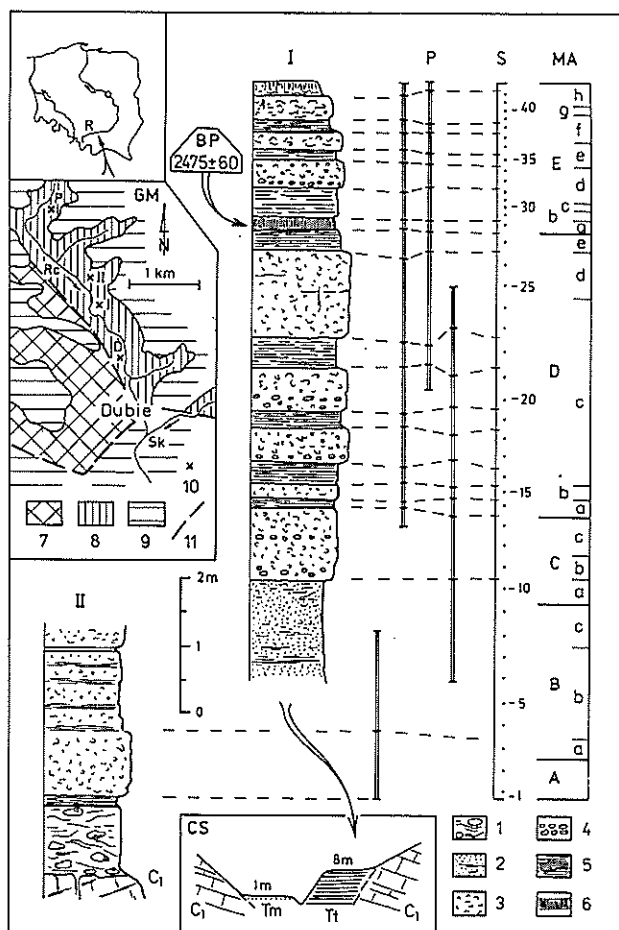 I P S MA
R
BP
2475±60
GM
P
N
Rc
II
I
1 km
D
Dubie
Sk
10
7 8 9 11
II
2m
1
0
C1
-40
-35
-30
-25
-20
-15
-10
-5
-1
h
g
f
E
e
d
c
b
a
e
d
D
c
b
a
c
C
b
a
c
B
b
a
A
CS
8m
1m
C1 Tm Tt C1
1 4
2 5
3 6